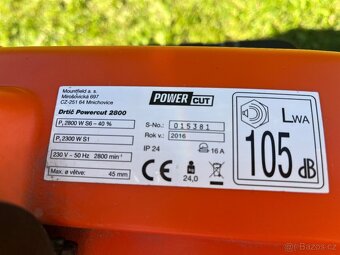 Mountfield a. s.
Mirošovická 697
CZ-251 64 Mnichovice
Drtič Powercut 2800
P₁ 2800 W S6 – 40 %
P₁ 2300 W S1
230 V ~ 50 Hz 2800 min⁻¹
Max. ø větve: 45 mm
POWER CUT
S-No.: 015381
Rok v.: 2016
IP 24
16 A
24,0
LWA
105 dB
© bazos.cz